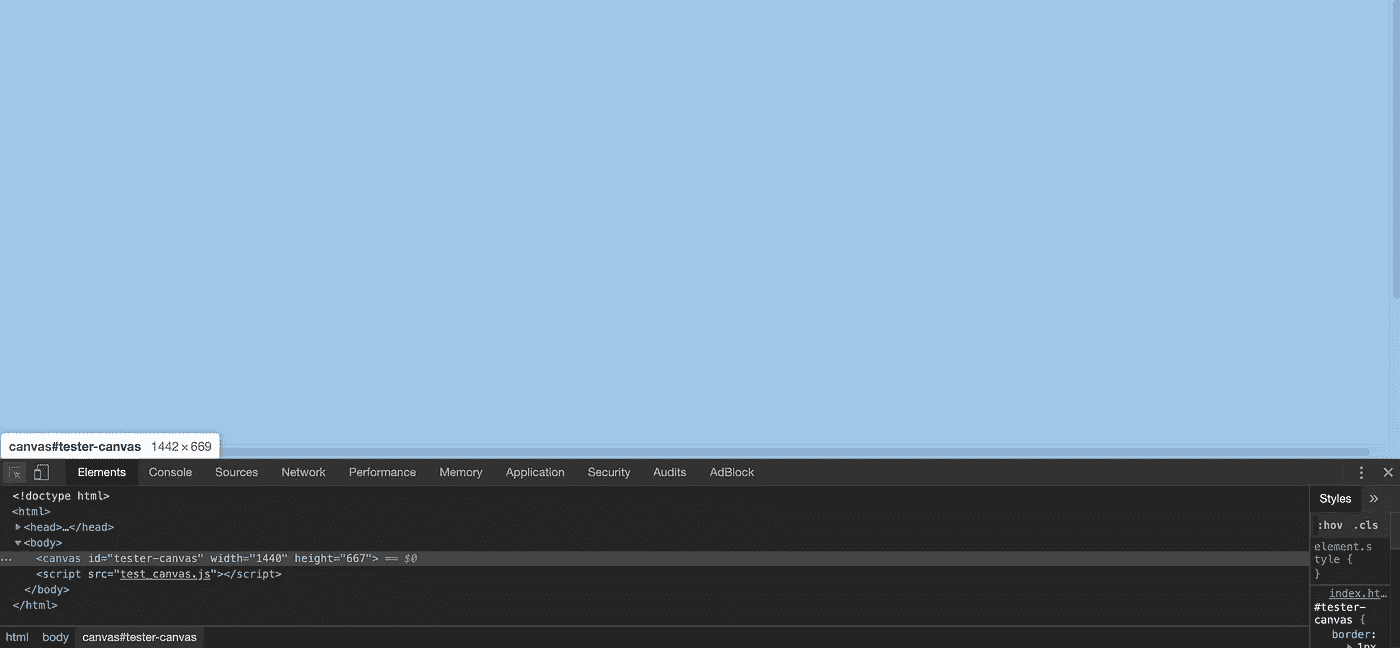 canvas#tester-canvas 1442 × 669
Elements Console Sources Network Performance Memory Application Security Audits AdBlock
<!doctype html>
<html>
<head>…</head>
<body>
... <canvas id="tester-canvas" width="1440" height="667"> == $0
<script src="test_canvas.js"></script>
</body>
</html>
html body canvas#tester-canvas
Styles »
:hov .cls
element.s
tyle {
}
index.ht…
#tester-
canvas {
border:
1px